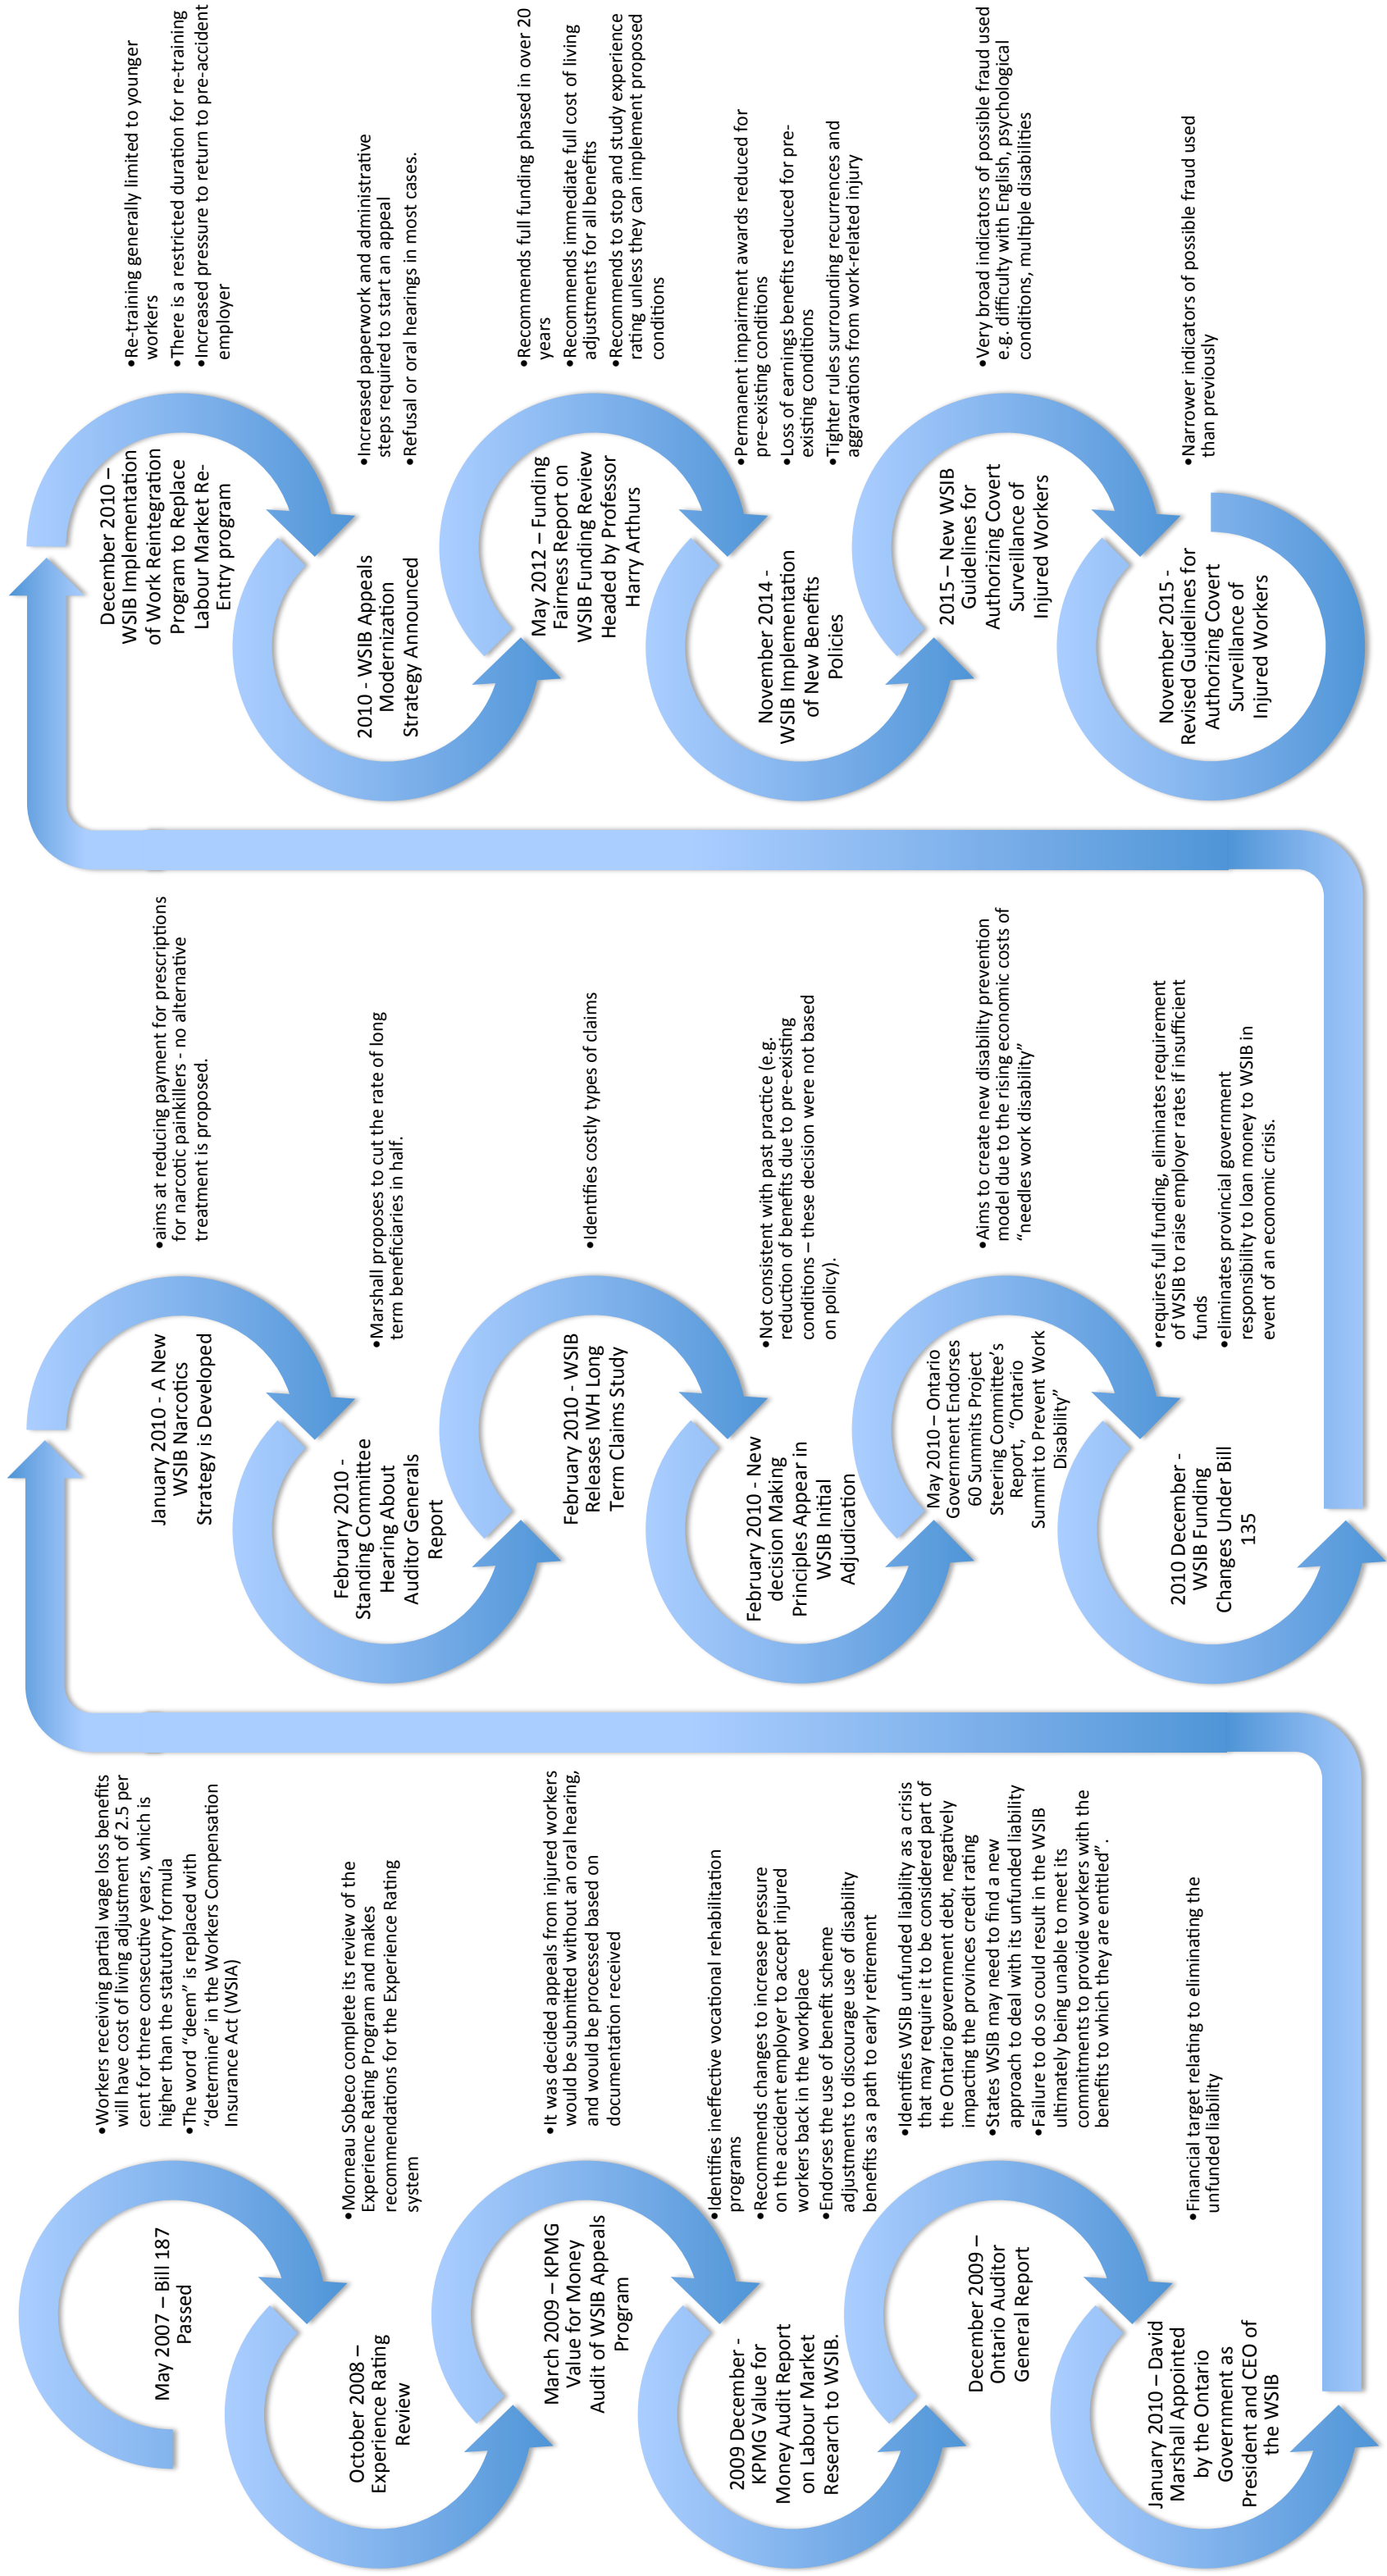 May 2007 – Bill 187
Passed
•Workers receiving partial wage loss benefits
will have cost of living adjustment of 2.5 per
cent for three consecutive years, which is
higher than the statutory formula
•The word “dem” is replaced with
“determine” in the Workers Compensation
Insurance Act (WSIA)
October 2008 –
Experience Rating
Review
•Morneau Sobeco complete its review of the
Experience Rating Program and makes
recommendations for the Experience Rating
system
March 2009 – KPMG
Value for Money
Audit of WSIB Appeals
Program
•It was decided appeals from injured workers
would be submitted without an oral hearing,
and would be processed based on
documentation received
2009 December -
KPMG Value for
Money Audit Report
on Labour Market
Research to WSIB.
•Identifies ineffective vocational rehabilitation
programs
•Recommends changes to increase pressure
on the accident employer to accept injured
workers back in the workplace
•Endorses the use of benefit scheme
adjustments to discourage use of disability
benefits as a path to early retirement
December 2009 –
Ontario Auditor
General Report
•Identifies WSIB unfunded liability as a crisis
that may require it to be considered part of
the Ontario government debt, negatively
impacting the provinces credit rating
•States WSIB may need to find a new
approach to deal with its unfunded liability
•Failure to do so could result in the WSIB
ultimately being unable to meet its
commitments to provide workers with the
benefits to which they are entitled”.
January 2010 – David
Marshall Appointed
by the Ontario
Government as
President and CEO of
the WSIB
•Financial target relating to eliminating the
unfunded liability
January 2010 - A New
WSIB Narcotics
Strategy is Developed
•aims at reducing payment for prescriptions
for narcotic painkillers - no alternative
treatment is proposed.
February 2010 -
Standing Committee
Hearing About
Auditor Generals
Report
•Marshall proposes to cut the rate of long
term beneficiaries in half.
February 2010 - WSIB
Releases IWH Long
Term Claims Study
•Identifies costly types of claims
February 2010 - New
decision Making
Principles Appear in
WSIB Initial
Adjudication
•Not consistent with past practice (e.g.
reduction of benefits due to pre-existing
conditions – these decision were not based
on policy).
May 2010 – Ontario
Government Endorses
60 Summits Project
Steering Committee’s
Report, “Ontario
Summit to Prevent Work
Disability”
•Aims to create new disability prevention
model due to the rising economic costs of
“needles work disability”
2010 December -
WSIB Funding
Changes Under Bill
135
•requires full funding, eliminates requirement
of WSIB to raise employer rates if insufficient
funds
•eliminates provincial government
responsibility to loan money to WSIB in
event of an economic crisis.
December 2010 –
WSIB Implementation
of Work Reintegration
Program to Replace
Labour Market Re-
Entry program
•Re-training generally limited to younger
workers
•There is a restricted duration for re-training
•Increased pressure to return to pre-accident
employer
2010 - WSIB Appeals
Modernization
Strategy Announced
•Increased paperwork and administrative
steps required to start an appeal
•Refusal or oral hearings in most cases.
May 2012 – Funding
Fairness Report on
WSIB Funding Review
Headed by Professor
Harry Arthurs
•Recommends full funding phased in over 20
years
•Recommends immediate full cost of living
adjustments for all benefits
•Recommends to stop and study experience
rating unless they can implement proposed
conditions
November 2014 -
WSIB Implementation
of New Benefits
Policies
•Permanent impairment awards reduced for
pre-existing conditions
•Loss of earnings benefits reduced for pre-
existing conditions
•Tighter rules surrounding recurrences and
aggravations from work-related injury
2015 – New WSIB
Guidelines for
Authorizing Covert
Surveillance of
Injured Workers
•Very broad indicators of possible fraud used
e.g. difficulty with English, psychological
conditions, multiple disabilities
November 2015 -
Revised Guidelines for
Authorizing Covert
Surveillance of
Injured Workers
•Narrower indicators of possible fraud used
than previously